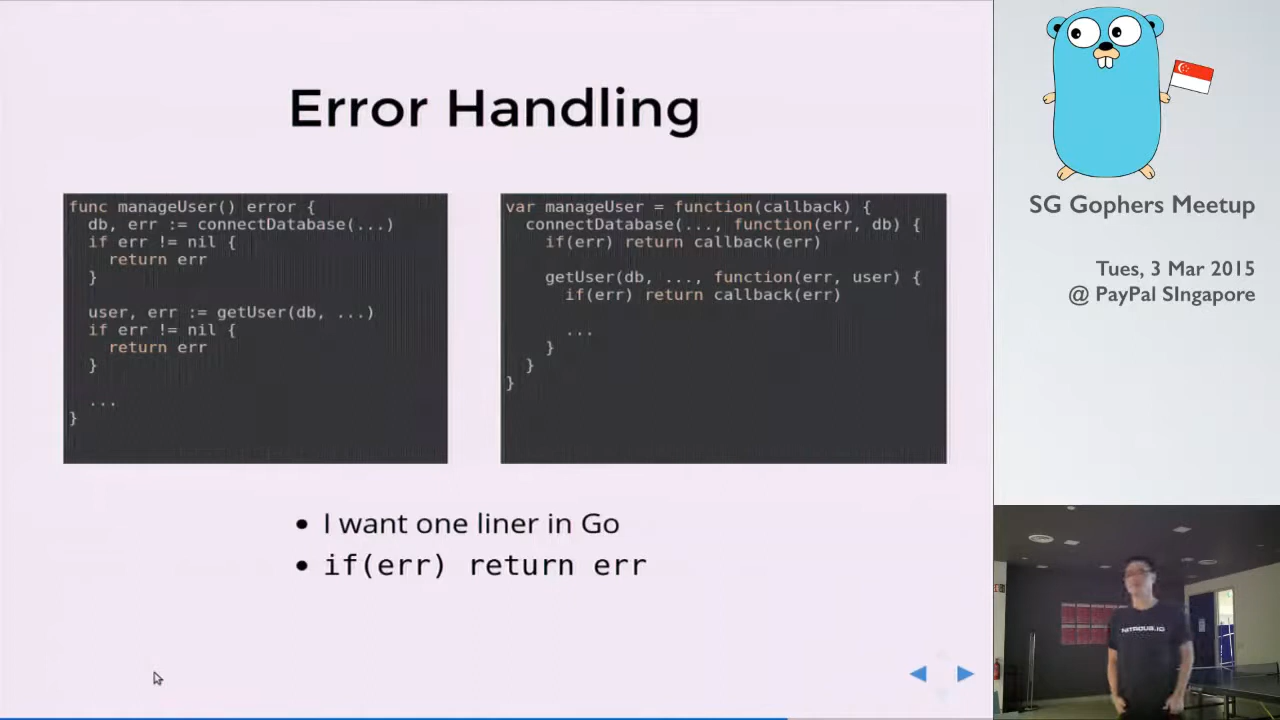 Error Handling
func manageUser() error {
  db, err := connectDatabase(...)
  if err != nil {
    return err
  }

  user, err := getUser(db, ...)
  if err != nil {
    return err
  }

  ...
}
var manageUser = function(callback) {
  connectDatabase(..., function(err, db) {
    if(err) return callback(err)

    getUser(db, ..., function(err, user) {
      if(err) return callback(err)

      ...
    }
  }
}
• I want one liner in Go
• if(err) return err
SG Gophers Meetup
Tues, 3 Mar 2015
@ PayPal SIngapore
NITROUS.IO